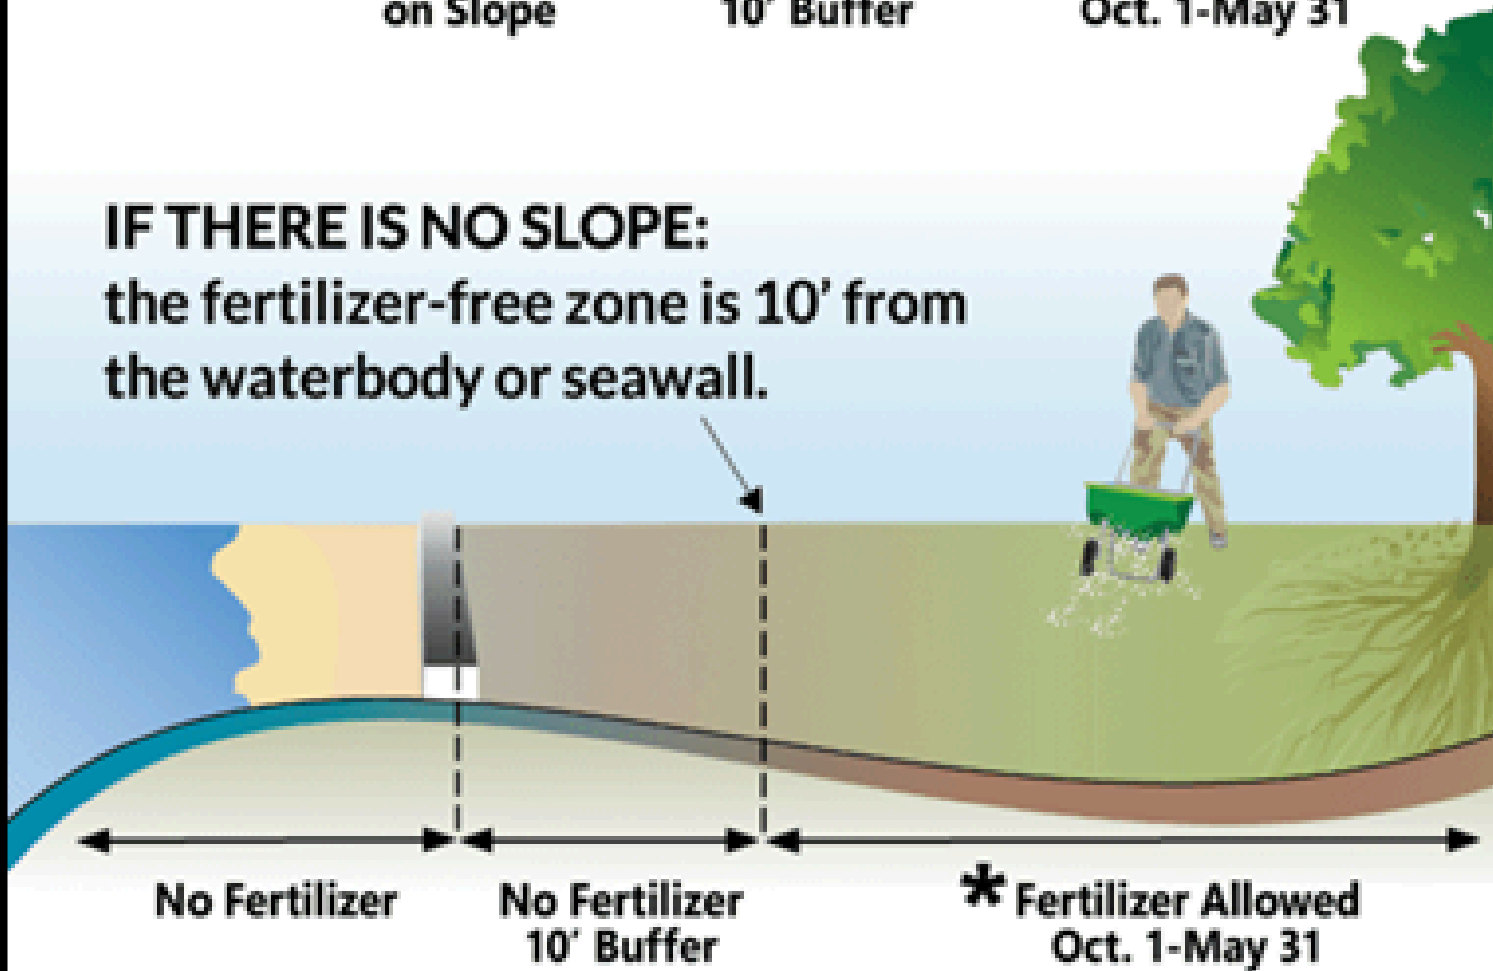 on Slope
10' Buffer
Oct. 1-May 31
IF THERE IS NO SLOPE:
the fertilizer-free zone is 10' from
the waterbody or seawall.
No Fertilizer
No Fertilizer
10' Buffer
* Fertilizer Allowed
Oct. 1-May 31